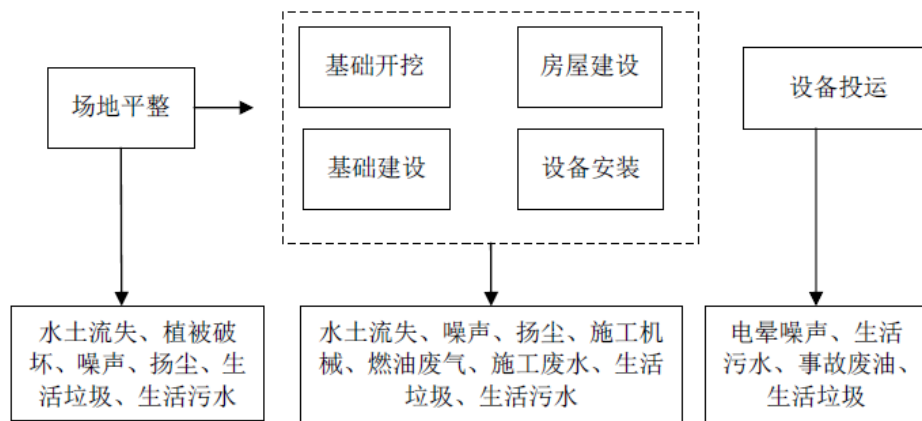 场地平整
基础开挖
房屋建设
基础建设
设备安装
设备投运
水土流失、植被破
坏、噪声、扬尘、生
活垃圾、生活污水
水土流失、噪声、扬尘、施工机
械、燃油废气、施工废水、生活
垃圾、生活污水
电晕噪声、生活
污水、事故废油、
生活垃圾